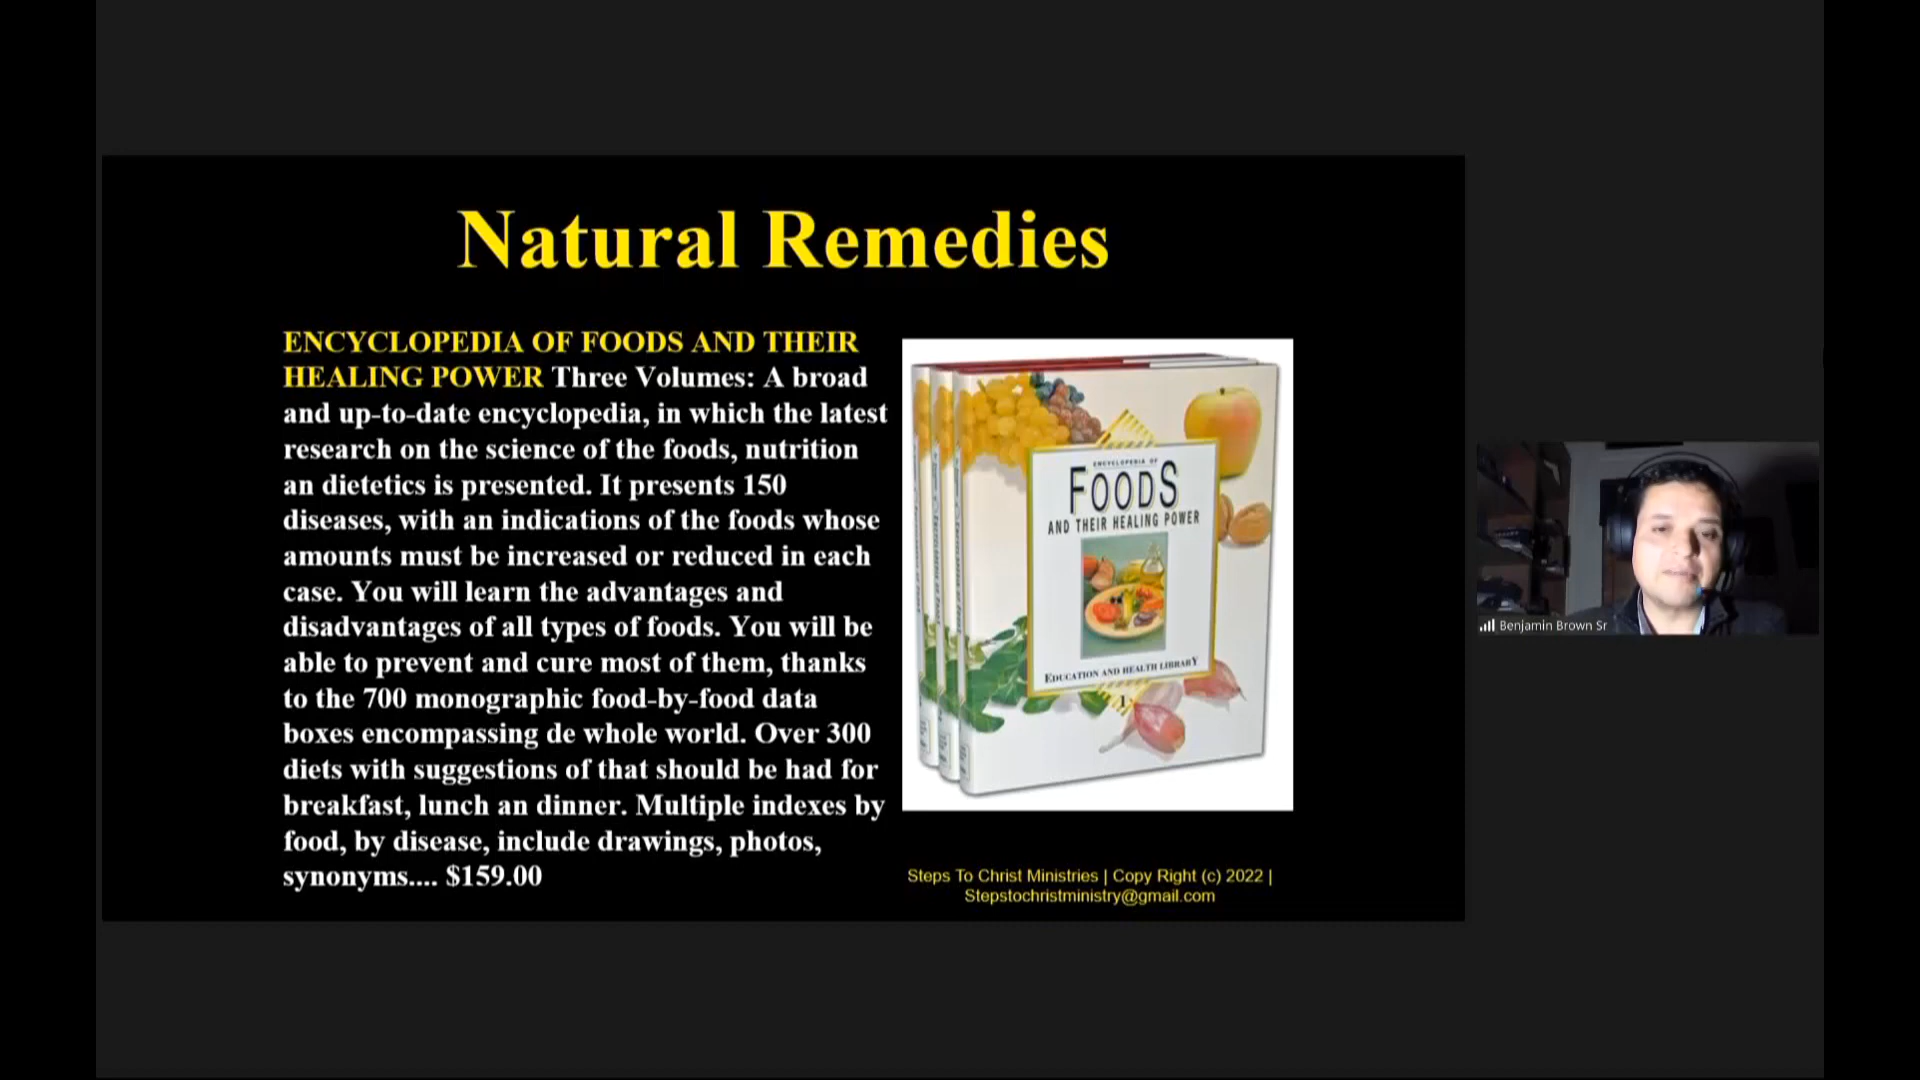 Natural Remedies
ENCYCLOPEDIA OF FOODS AND THEIR
HEALING POWER Three Volumes: A broad
and up-to-date encyclopedia, in which the latest
research on the science of the foods, nutrition
an dietetics is presented. It presents 150
diseases, with an indications of the foods whose
amounts must be increased or reduced in each
case. You will learn the advantages and
disadvantages of all types of foods. You will be
able to prevent and cure most of them, thanks
to the 700 monographic food-by-food data
boxes encompassing de whole world. Over 300
diets with suggestions of that should be had for
breakfast, lunch an dinner. Multiple indexes by
food, by disease, include drawings, photos,
synonyms.... $159.00
ENCYCLOPEDIA OF
FOODS
AND THEIR HEALING POWER
EDUCATION AND HEALTH LIBRARY
1
Steps To Christ Ministries | Copy Right (c) 2022 |
Stepstochristministry@gmail.com
Benjamin Brown Sr